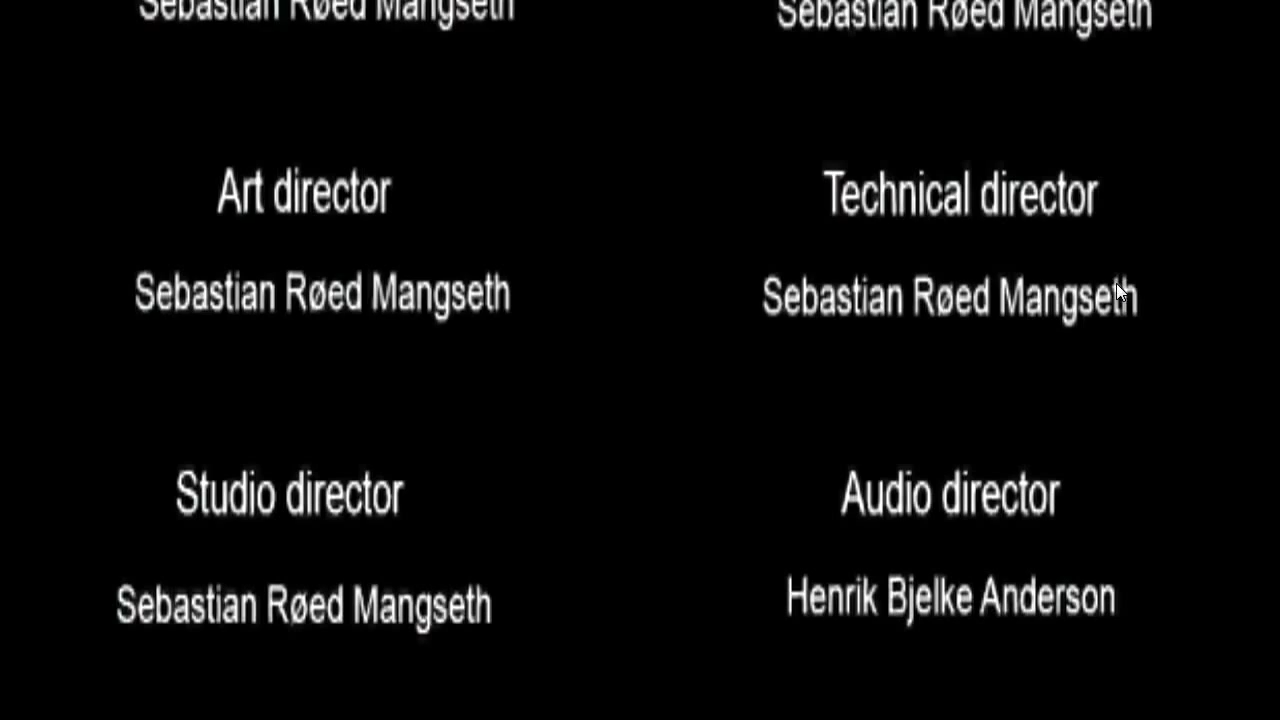 Sebastian Røed Mangseth
Sebastian Røed Mangseth
Art director
Technical director
Sebastian Røed Mangseth
Sebastian Røed Mangseth
Studio director
Audio director
Sebastian Røed Mangseth
Henrik Bjelke Anderson